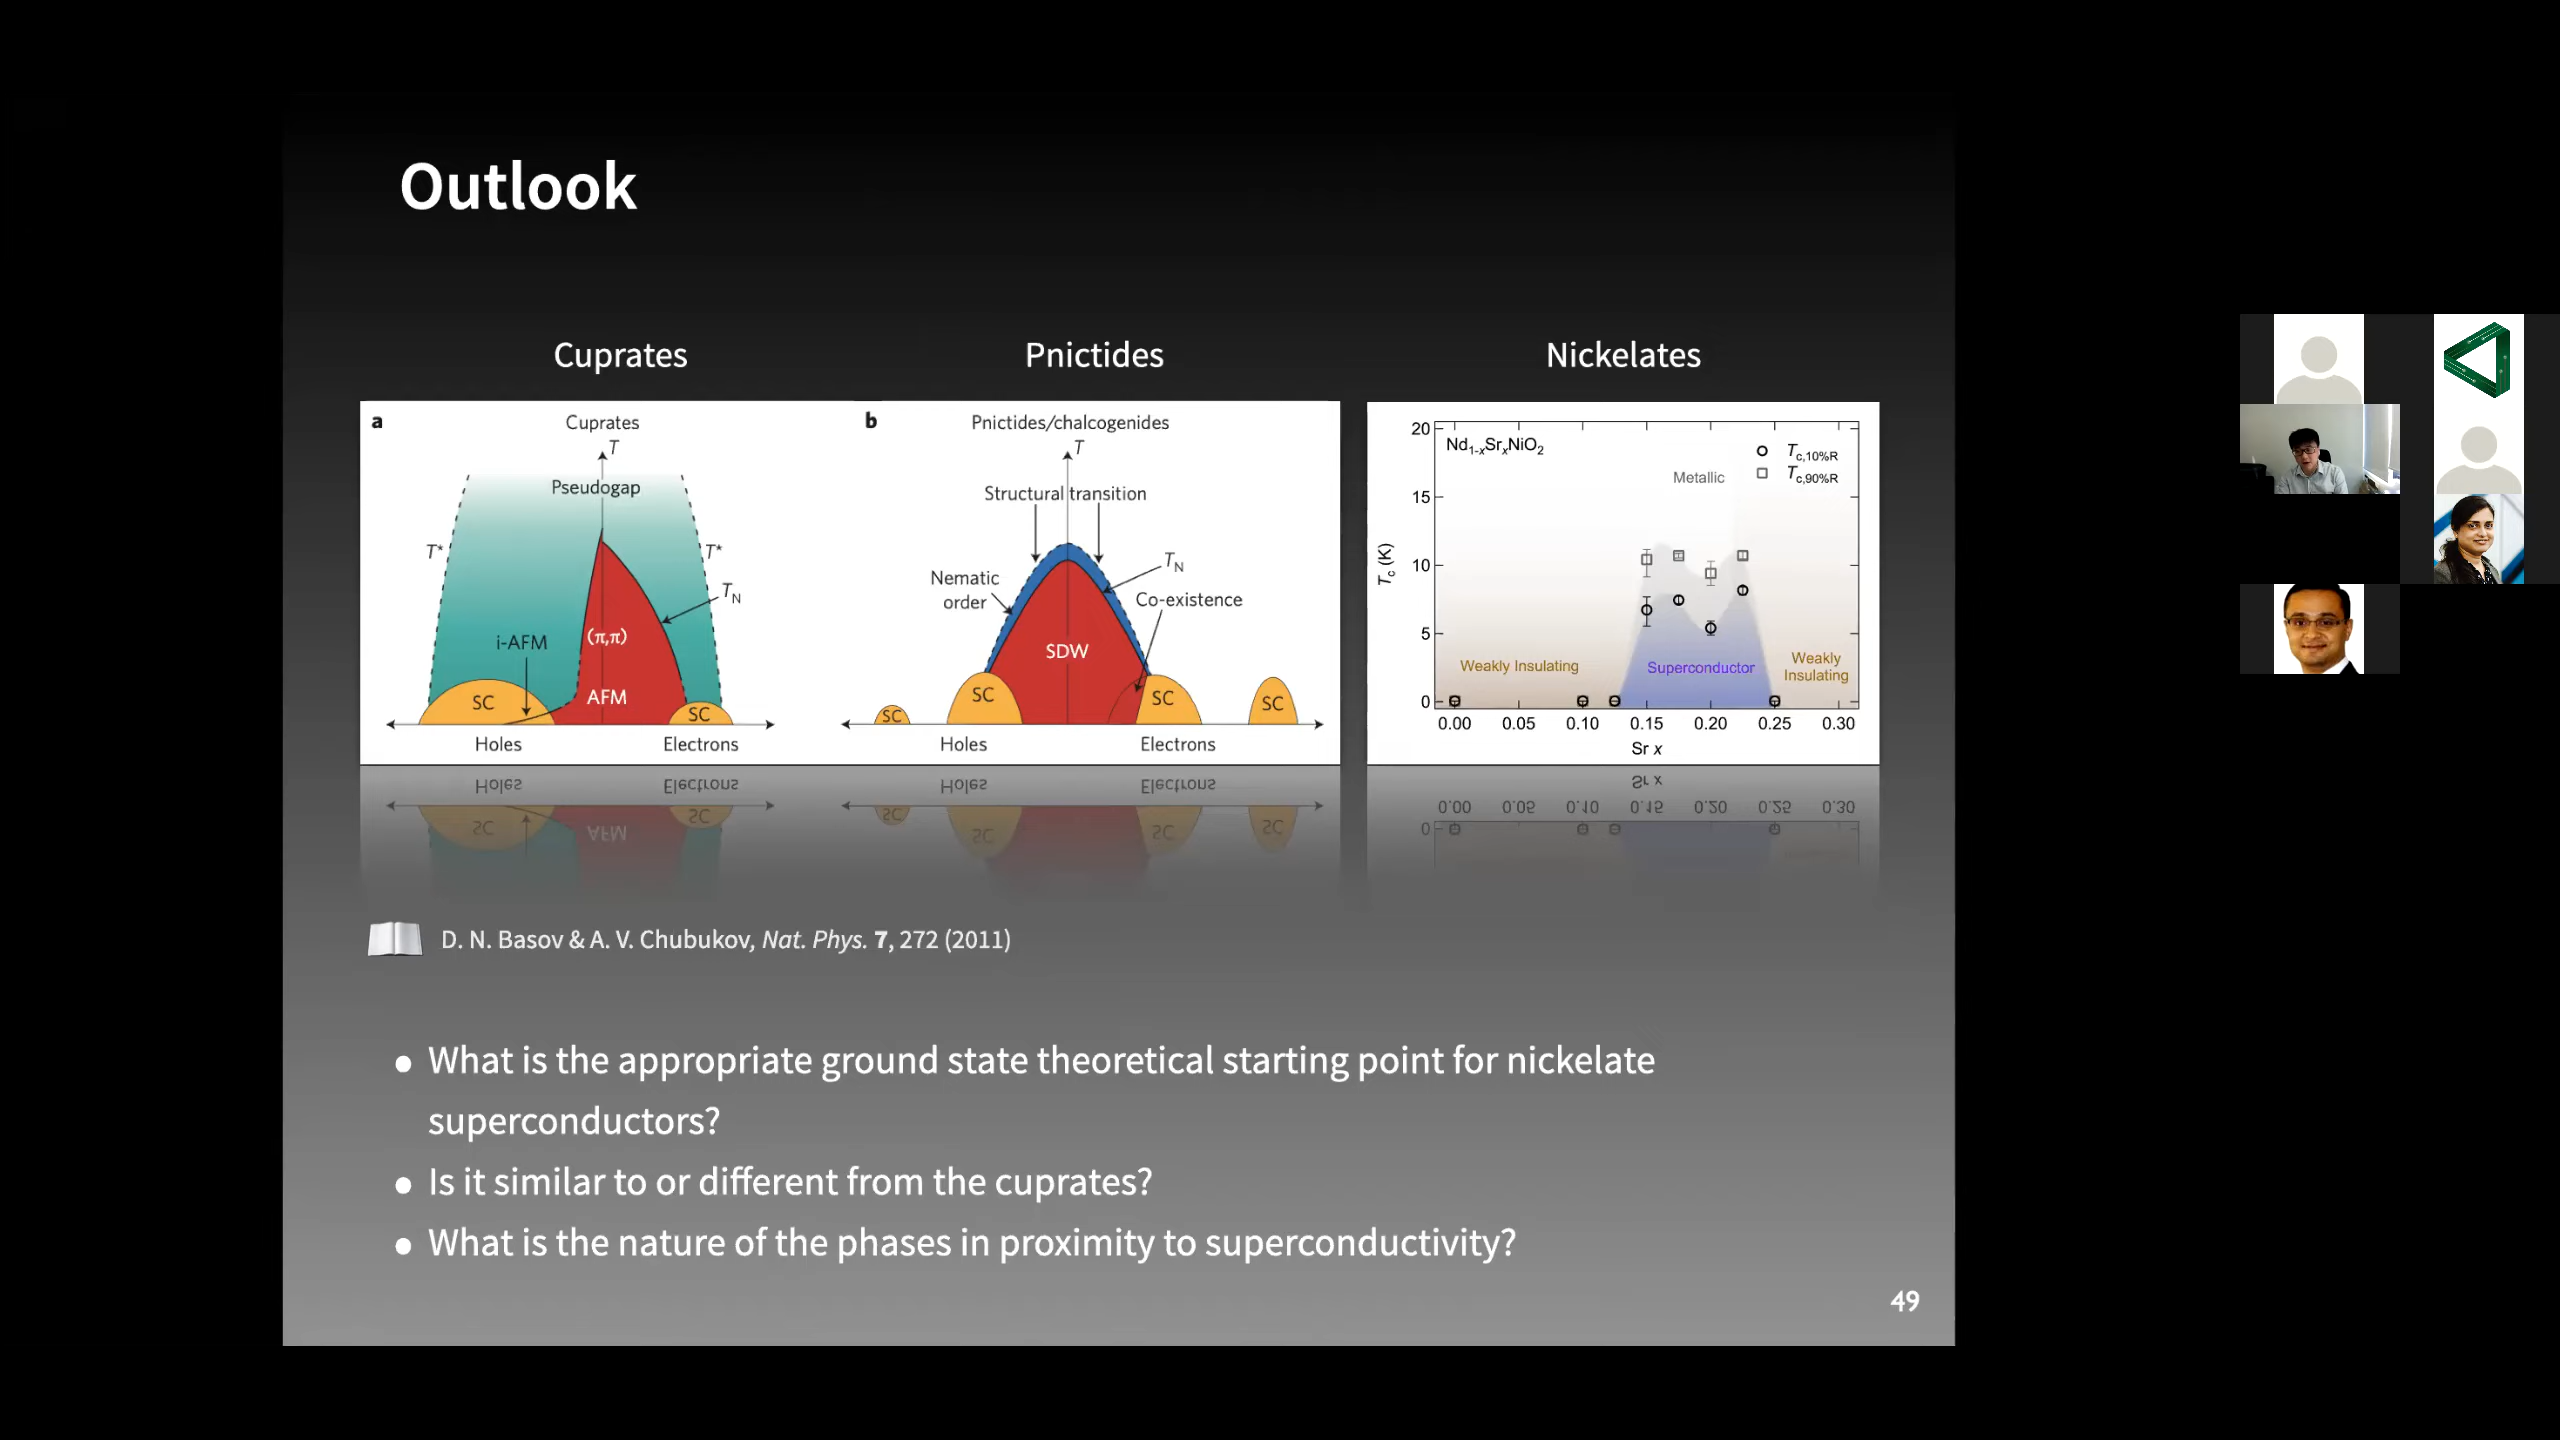 Outlook
Cuprates
Pnictides
Nickelates
a
Cuprates
T
Pseudogap
T*
T*
TN
i-AFM
(π,π)
SC
AFM
SC
Holes
Electrons
b
Pnictides/chalcogenides
T
Structural transition
Nematic
order
TN
Co-existence
SDW
SC
SC
SC
SC
Holes
Electrons
Nd1-xSrxNiO2
Tc,10%R
Tc,90%R
Metallic
Tc (K)
20
15
10
5
0
Weakly Insulating
Superconductor
Weakly
Insulating
0.00 0.05 0.10 0.15 0.20 0.25 0.30
Sr x
D. N. Basov & A. V. Chubukov, Nat. Phys. 7, 272 (2011)
• What is the appropriate ground state theoretical starting point for nickelate
superconductors?
• Is it similar to or different from the cuprates?
• What is the nature of the phases in proximity to superconductivity?
49